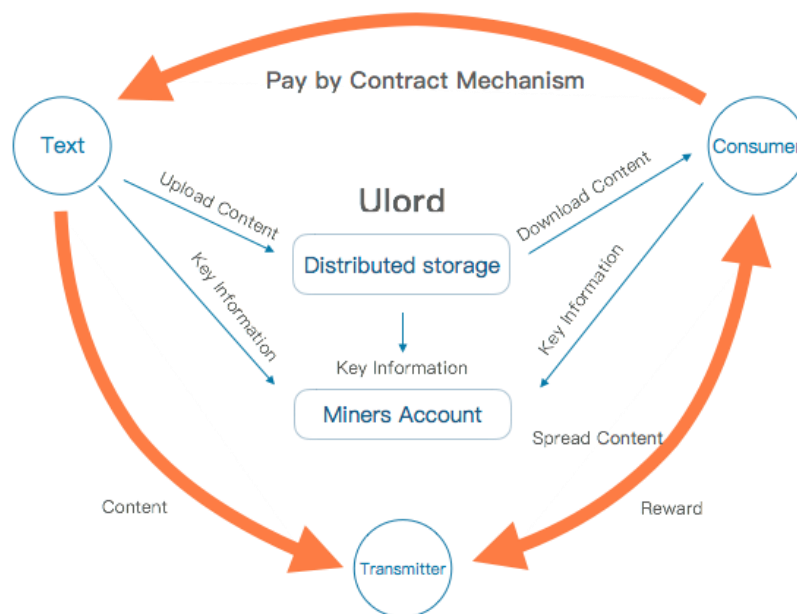 Pay by Contract Mechanism
Text
Consumer
Upload Content
Ulord
Download Content
Distributed storage
Key Information
Key Information
Key Information
Miners Account
Spread Content
Content
Reward
Transmitter